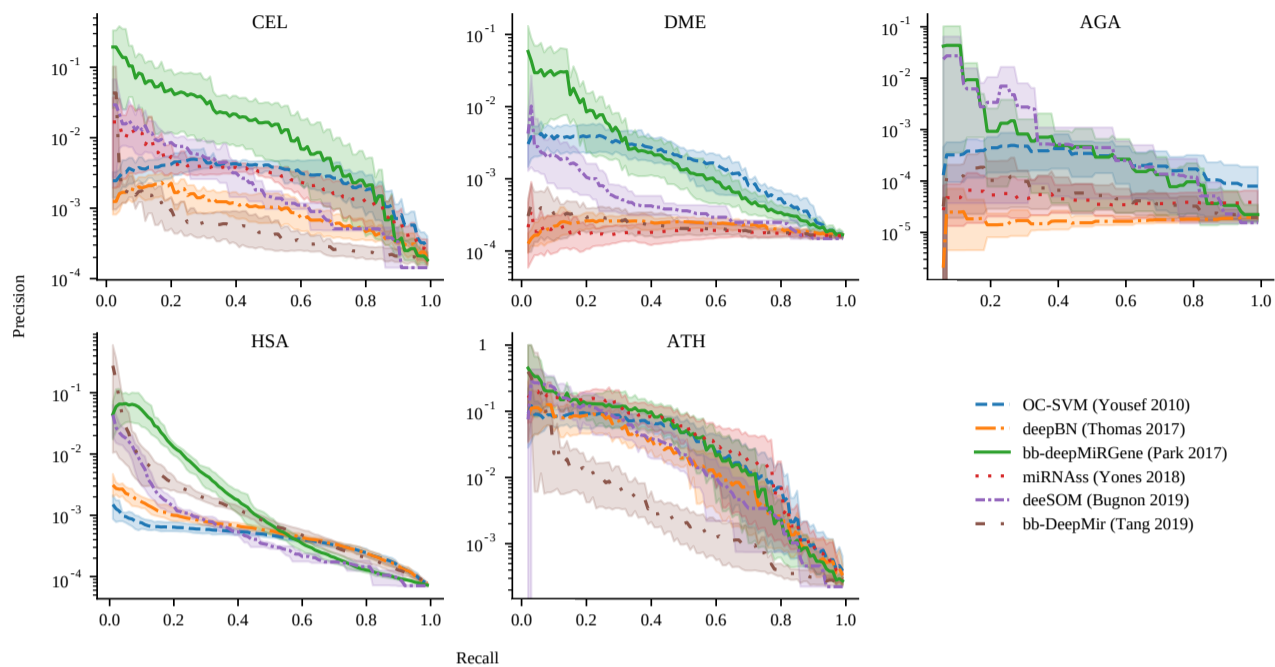 CEL
10^-1
10^-2
10^-3
10^-4
0.0 0.2 0.4 0.6 0.8 1.0
DME
10^-1
10^-2
10^-3
10^-4
0.0 0.2 0.4 0.6 0.8 1.0
AGA
10^-1
10^-2
10^-3
10^-4
10^-5
0.2 0.4 0.6 0.8 1.0
Precision
HSA
10^-1
10^-2
10^-3
10^-4
0.0 0.2 0.4 0.6 0.8 1.0
ATH
1
10^-1
10^-2
10^-3
0.0 0.2 0.4 0.6 0.8 1.0
OC-SVM (Yousef 2010)
deepBN (Thomas 2017)
bb-deepMiRGene (Park 2017)
miRNAss (Yones 2018)
deeSOM (Bugnon 2019)
bb-DeepMir (Tang 2019)
Recall